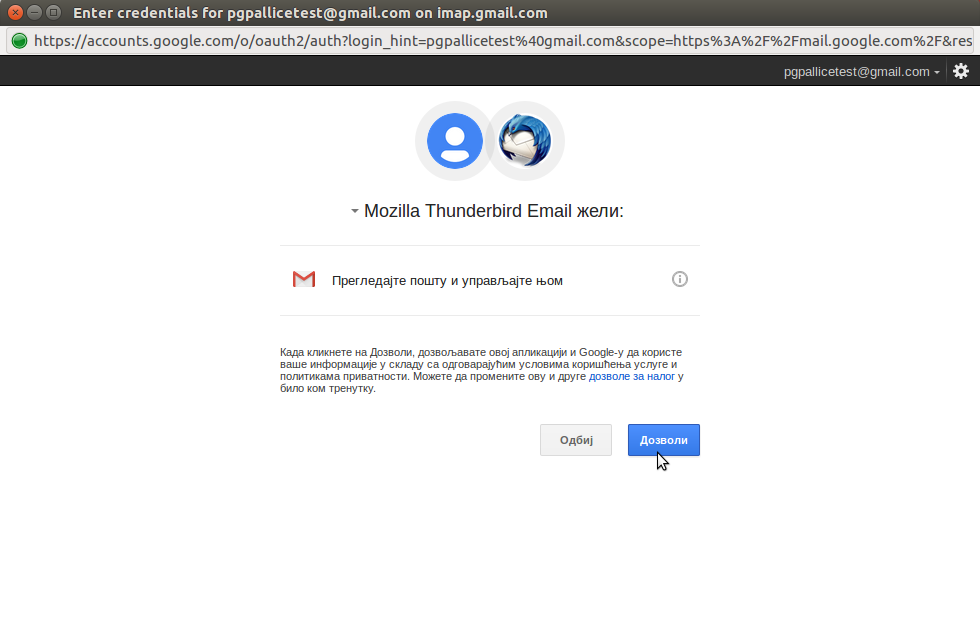 Enter credentials for pgpallicetest@gmail.com on imap.gmail.com
https://accounts.google.com/o/oauth2/auth?login_hint=pgpallicetest%40gmail.com&scope=https%3A%2F%2Fmail.google.com%2F&res
pgpallicetest@gmail.com
Mozilla Thunderbird Email жели:
Прегледајте пошту и управљајте њом
Када кликнете на Дозволи, дозвољавате овој апликацији и Google-у да користе
ваше информације у складу са одговарајућим условима коришћења услуге и
политикама приватности. Можете да промените ову и друге дозволе за налог у
било ком тренутку.
Одбиј
Дозволи